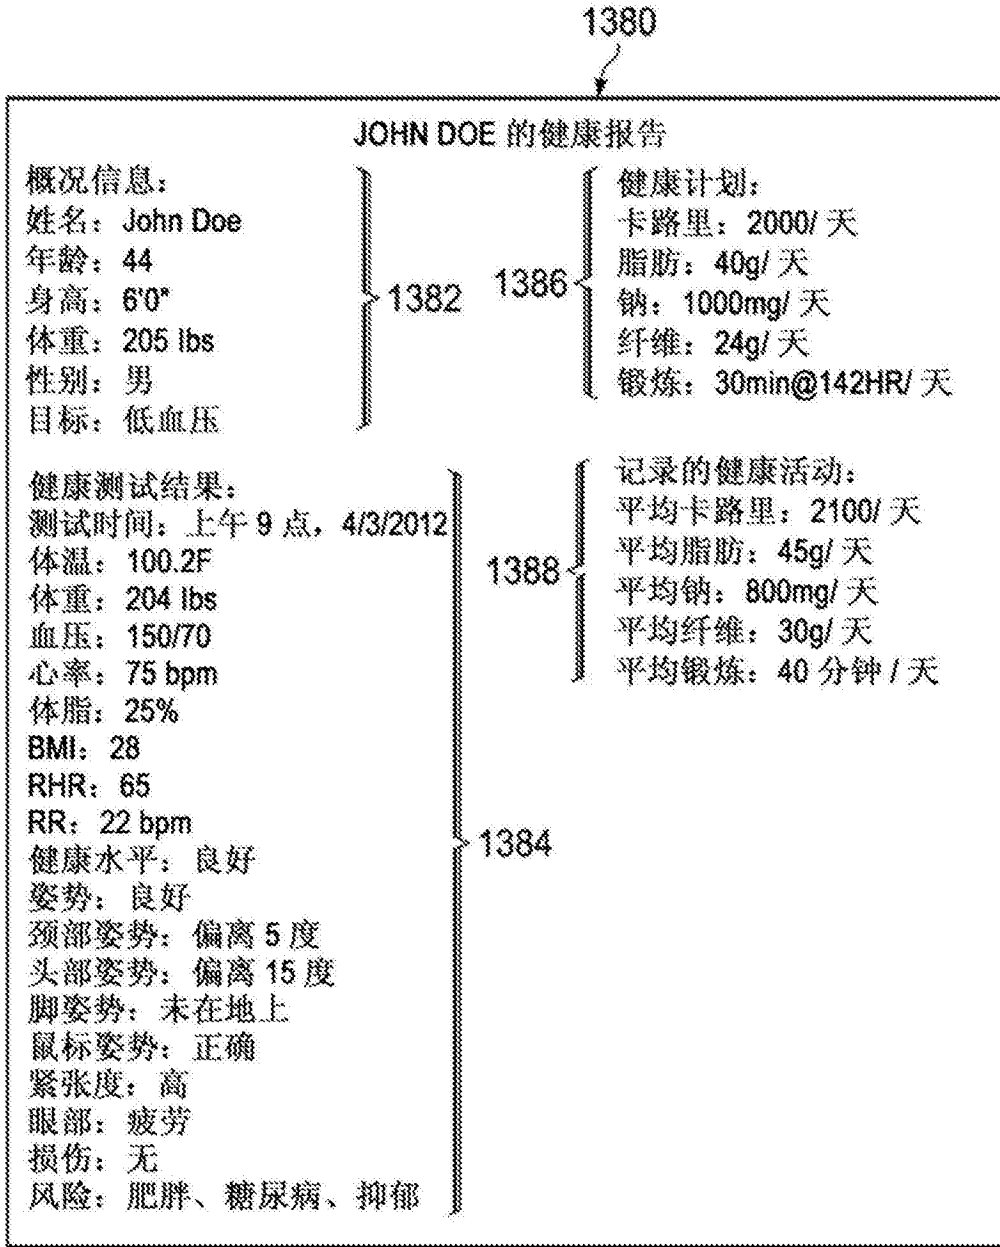 1380
JOHN DOE 的健康报告
概况信息：
姓名：John Doe
年龄：44
身高：6'0"
体重：205 lbs
性别：男
目标：低血压
1382
健康测试结果：
测试时间：上午 9 点，4/3/2012
体温：100.2F
体重：204 lbs
血压：150/70
心率：75 bpm
体脂：25%
BMI：28
RHR：65
RR：22 bpm
健康水平：良好
姿势：良好
颈部姿势：偏离 5 度
头部姿势：偏离 15 度
脚姿势：未在地上
鼠标姿势：正确
紧张度：高
眼部：疲劳
损伤：无
风险：肥胖、糖尿病、抑郁
1384
1386
健康计划：
卡路里：2000/ 天
脂肪：40g/ 天
钠：1000mg/ 天
纤维：24g/ 天
锻炼：30min@142HR/ 天
1388
记录的健康活动：
平均卡路里：2100/ 天
平均脂肪：45g/ 天
平均钠：800mg/ 天
平均纤维：30g/ 天
平均锻炼：40 分钟 / 天